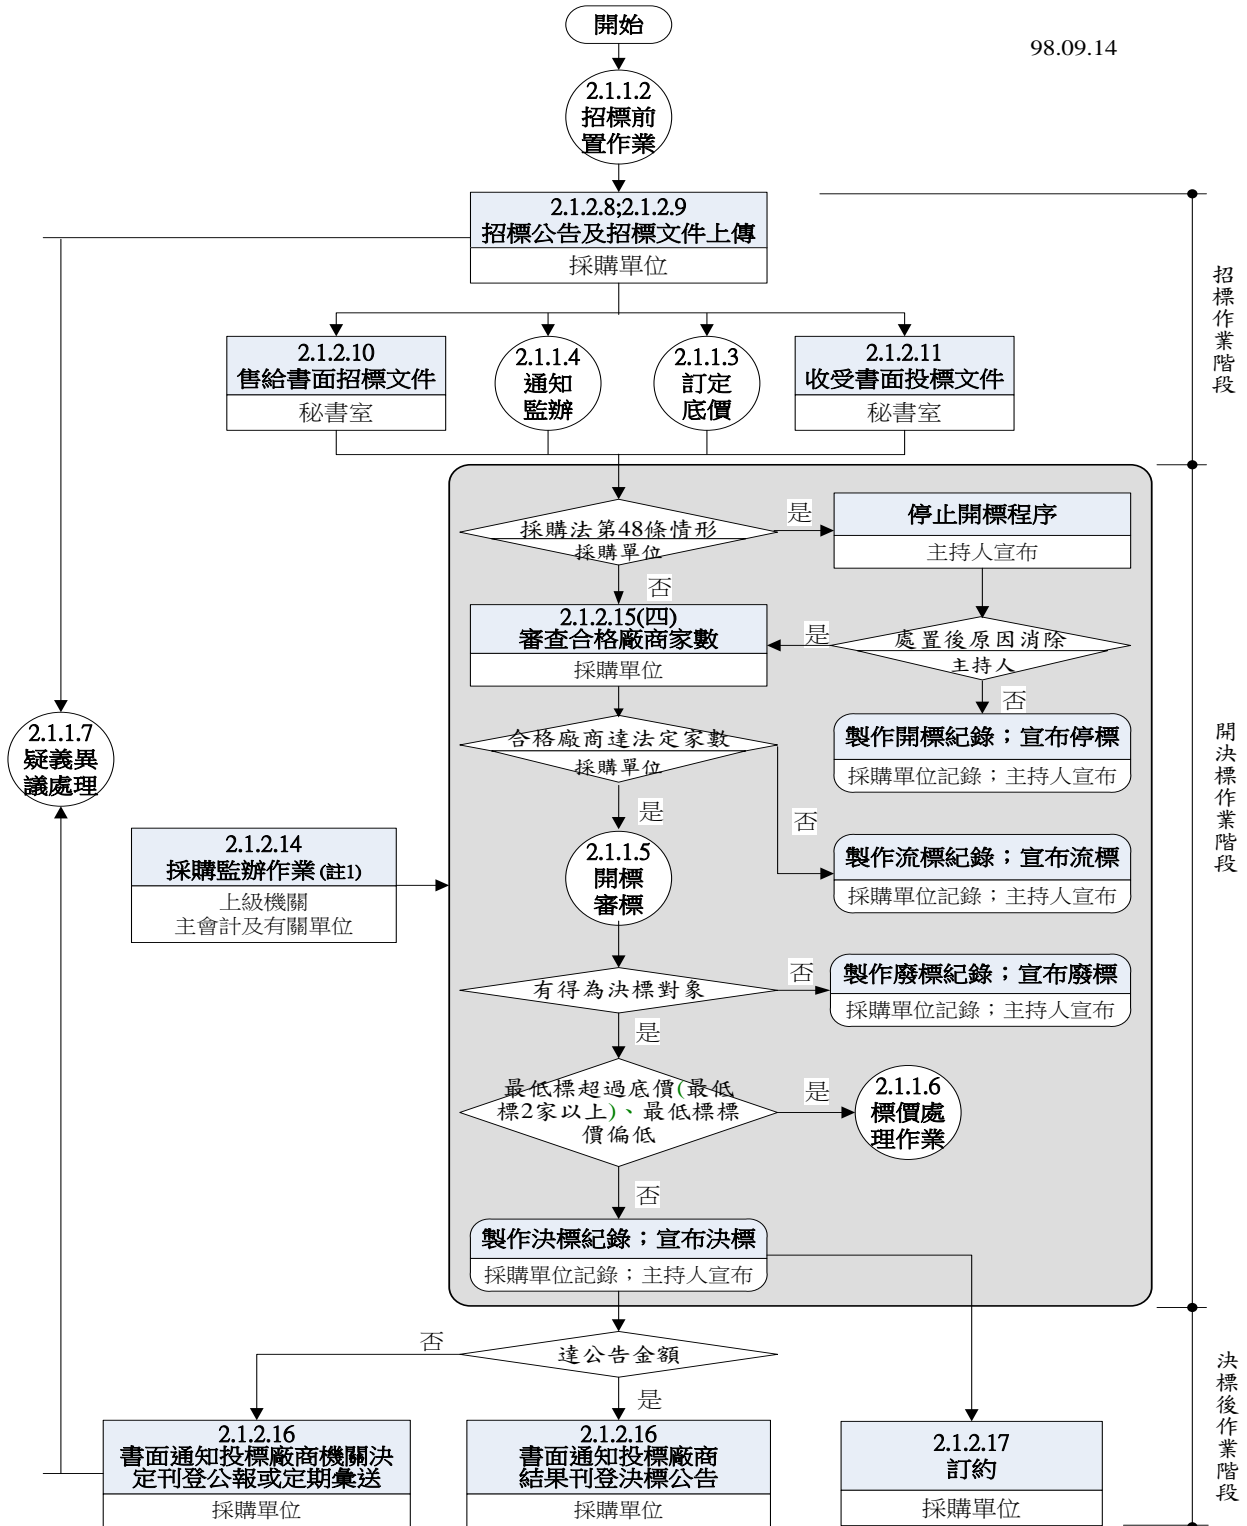 開始
98.09.14
2.1.1.2
招標前
置作業
2.1.2.8;2.1.2.9
招標公告及招標文件上傳
採購單位
2.1.2.10
售給書面招標文件
秘書室
2.1.1.4
通知
監辦
2.1.1.3
訂定
底價
2.1.2.11
收受書面投標文件
秘書室
招標作業階段
採購法第48條情形
採購單位
是
停止開標程序
主持人宣布
否
2.1.2.15(四)
審查合格廠商家數
採購單位
是
處置後原因消除
主持人
否
合格廠商達法定家數
採購單位
製作開標紀錄；宣布停標
採購單位記錄；主持人宣布
2.1.1.7
疑義異
議處理
開決標作業階段
是
否
2.1.2.14
採購監辦作業(註1)
上級機關
主會計及有關單位
2.1.1.5
開標
審標
製作流標紀錄；宣布流標
採購單位記錄；主持人宣布
有得為決標對象
否
製作廢標紀錄；宣布廢標
採購單位記錄；主持人宣布
是
最低標超過底價(最低
標2家以上)、最低標標
價偏低
是
2.1.1.6
標價處
理作業
否
製作決標紀錄；宣布決標
採購單位記錄；主持人宣布
否
達公告金額
是
2.1.2.16
書面通知投標廠商機關決
定刊登公報或定期彙送
採購單位
2.1.2.16
書面通知投標廠商
結果刊登決標公告
採購單位
2.1.2.17
訂約
採購單位
決標後作業階段